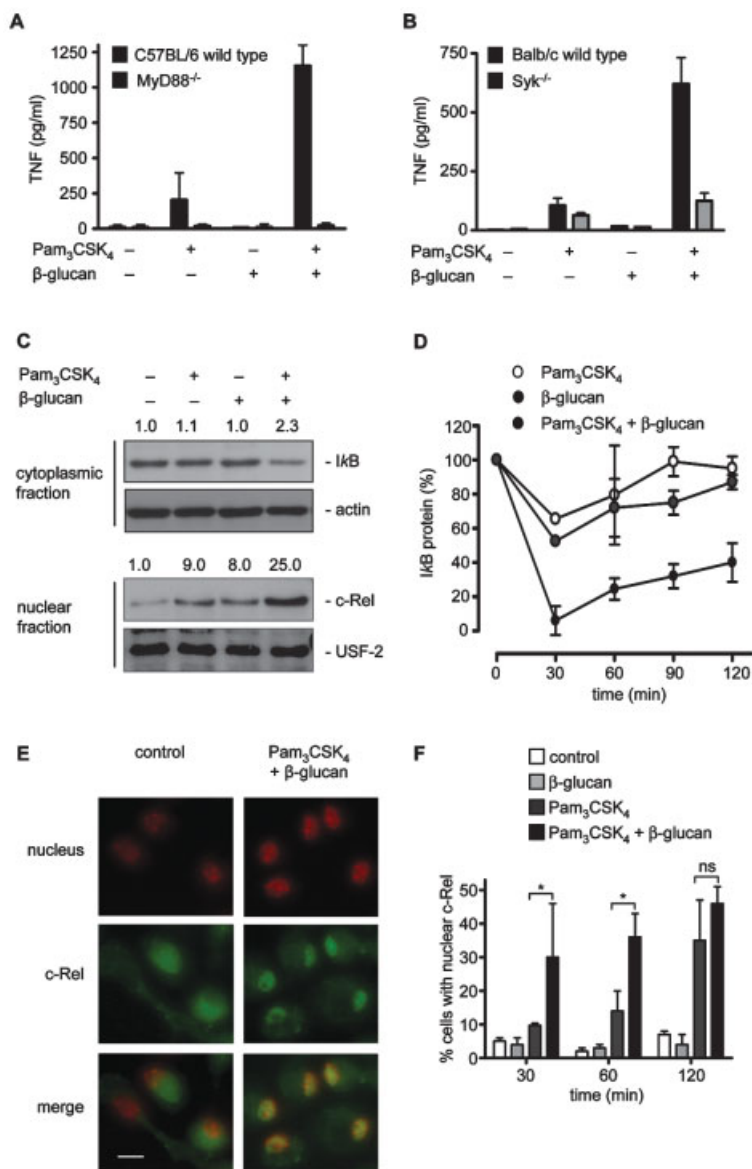 A
C57BL/6 wild type
MyD88-/-
TNF (pg/ml)
1250
1000
750
500
250
0
Pam3CSK4 – + – +
β-glucan – – + +
B
Balb/c wild type
Syk-/-
TNF (pg/ml)
750
500
250
0
Pam3CSK4 – + – +
β-glucan – – + +
C
Pam3CSK4 – + – +
β-glucan – – + +
1.0 1.1 1.0 2.3
cytoplasmic
fraction
- IkB
- actin
1.0 9.0 8.0 25.0
nuclear
fraction
- c-Rel
- USF-2
D
Pam3CSK4
β-glucan
Pam3CSK4 + β-glucan
IkB protein (%)
120
100
80
60
40
20
0
0 30 60 90 120
time (min)
E
control
Pam3CSK4
+ β-glucan
nucleus
c-Rel
merge
F
control
β-glucan
Pam3CSK4
Pam3CSK4 + β-glucan
% cells with nuclear c-Rel
50
40
30
20
10
0
* * ns
30 60 120
time (min)